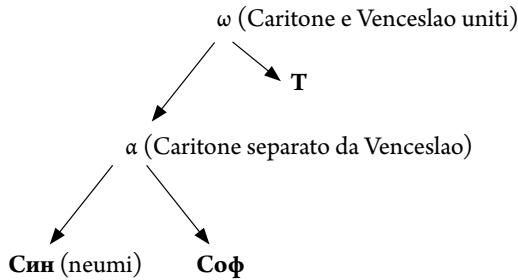 ω (Caritone e Venceslao uniti)
T
α (Caritone separato da Venceslao)
Син (neumi) Соф